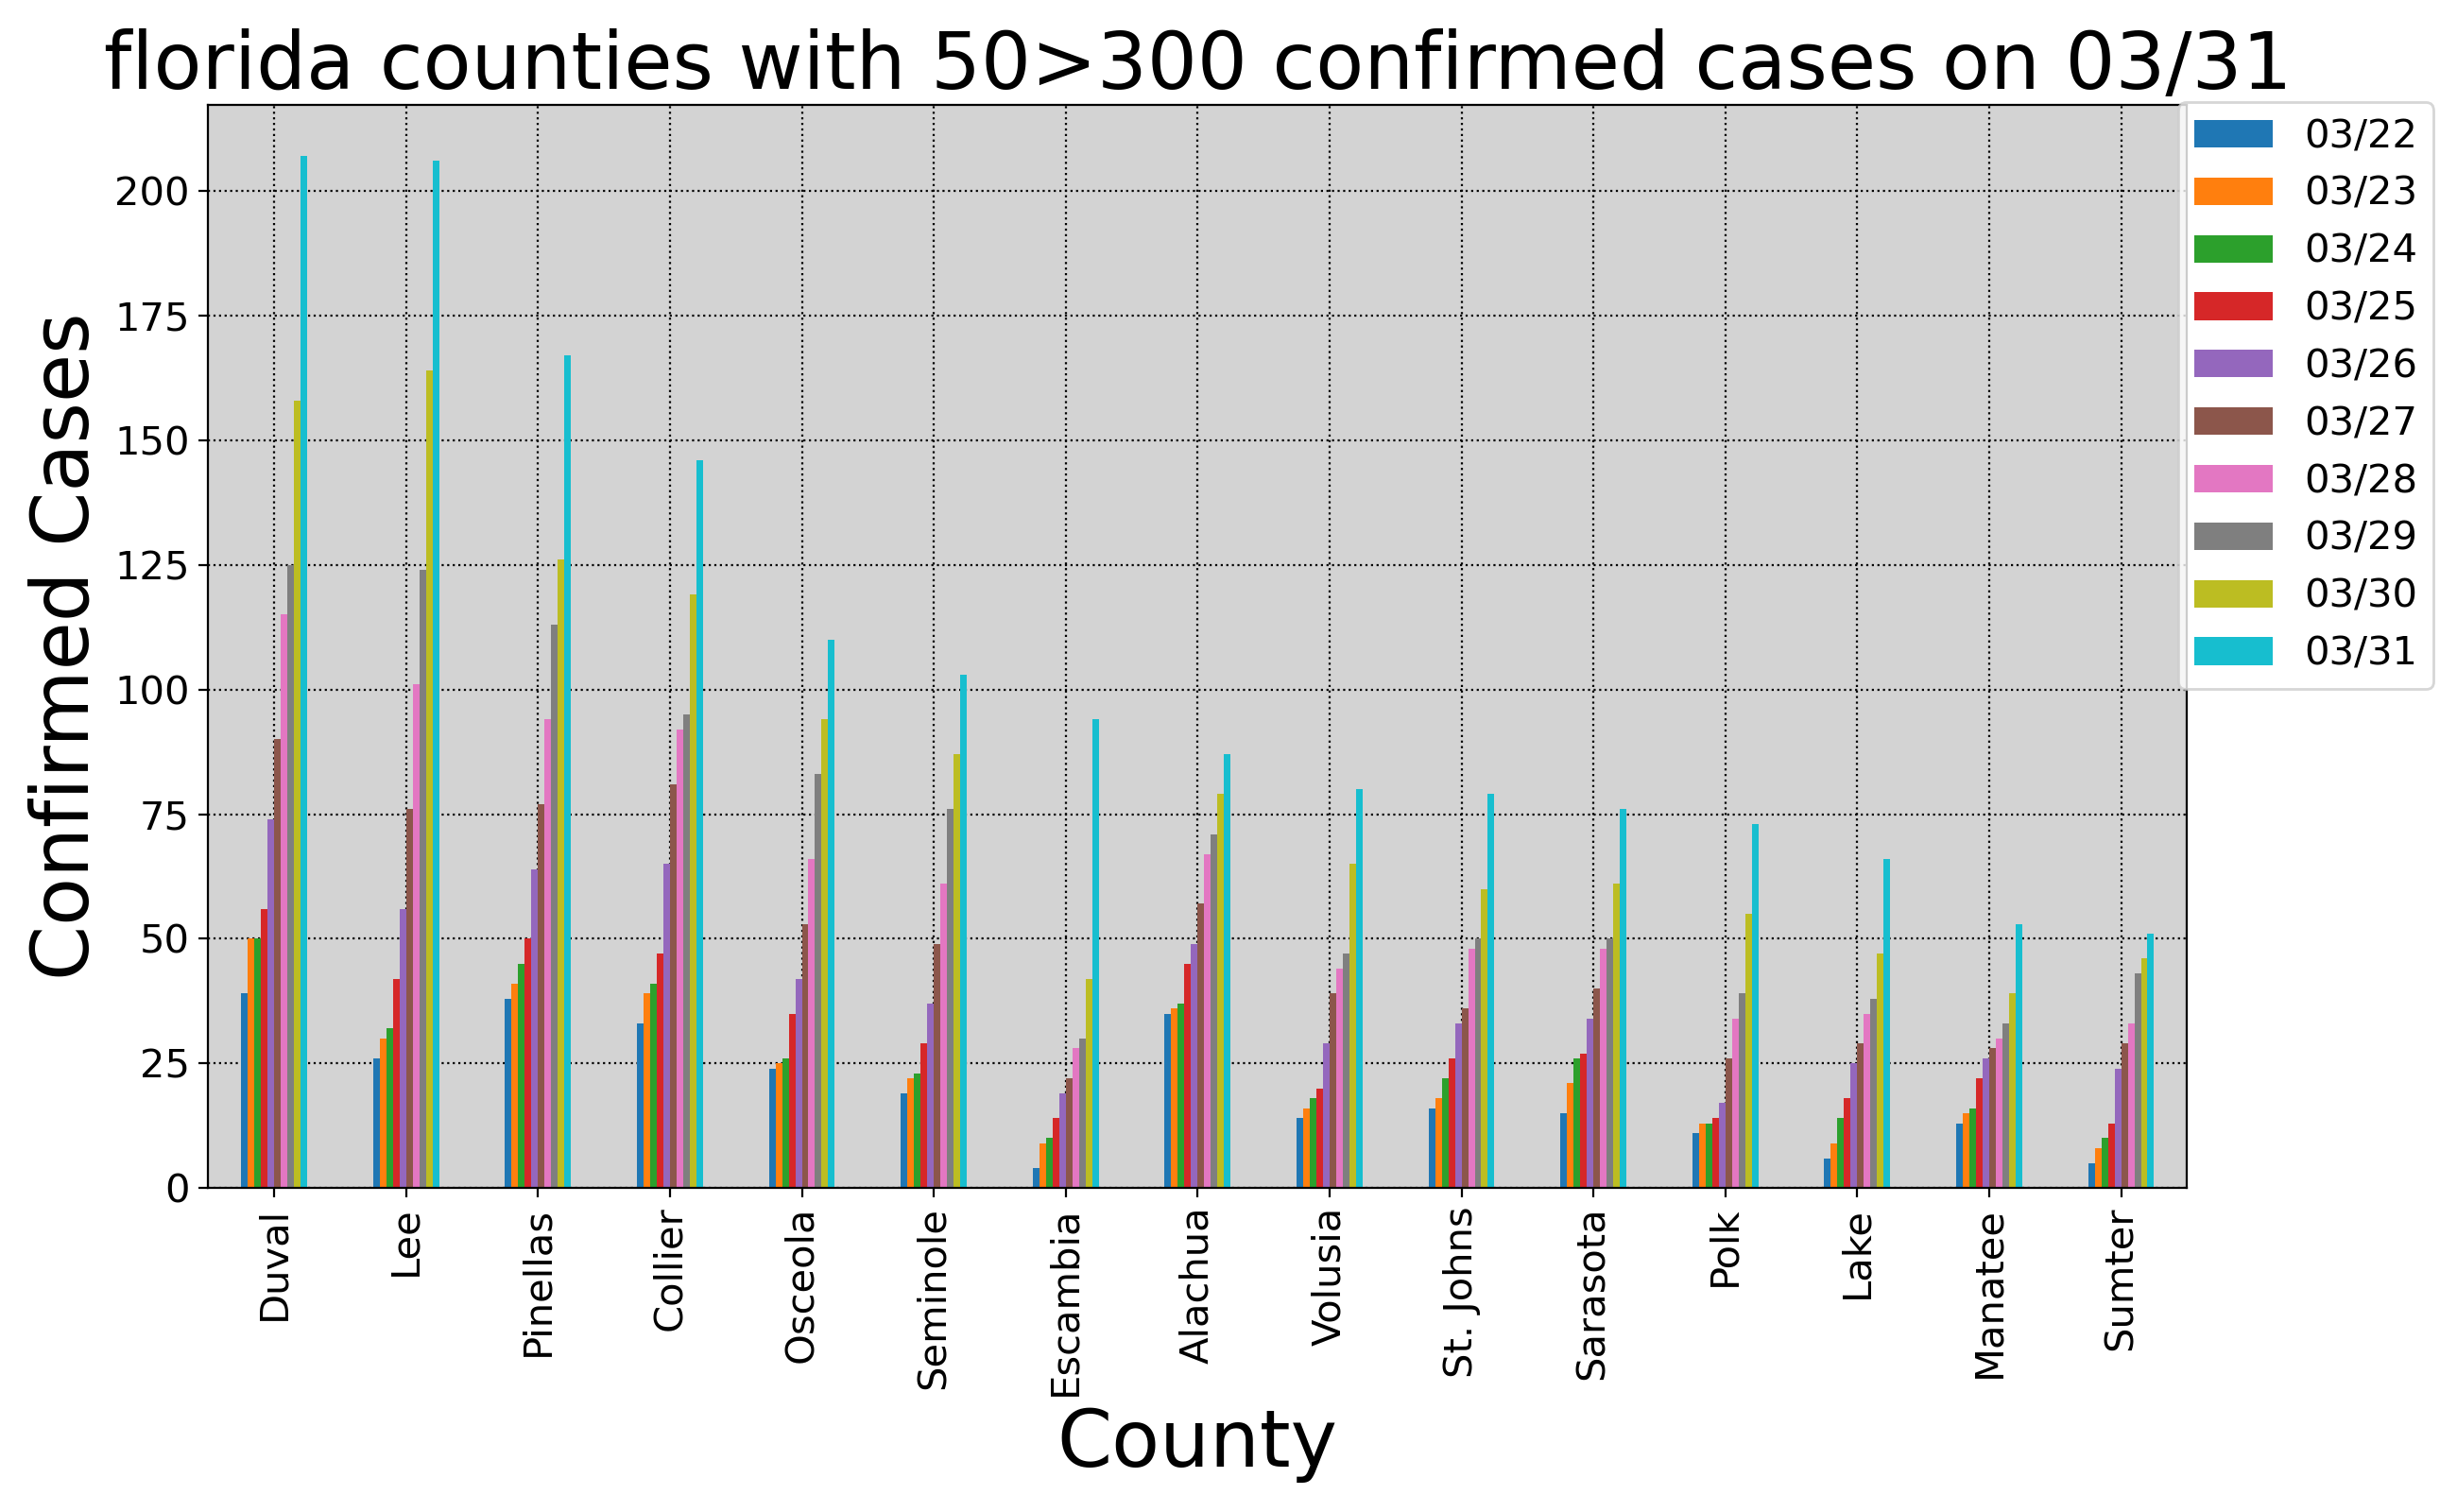 florida counties with 50>300 confirmed cases on 03/31
Confirmed Cases
200
175
150
125
100
75
50
25
0
03/22
03/23
03/24
03/25
03/26
03/27
03/28
03/29
03/30
03/31
Duval
Lee
Pinellas
Collier
Osceola
Seminole
Escambia
Alachua
Volusia
St. Johns
Sarasota
Polk
Lake
Manatee
Sumter
County